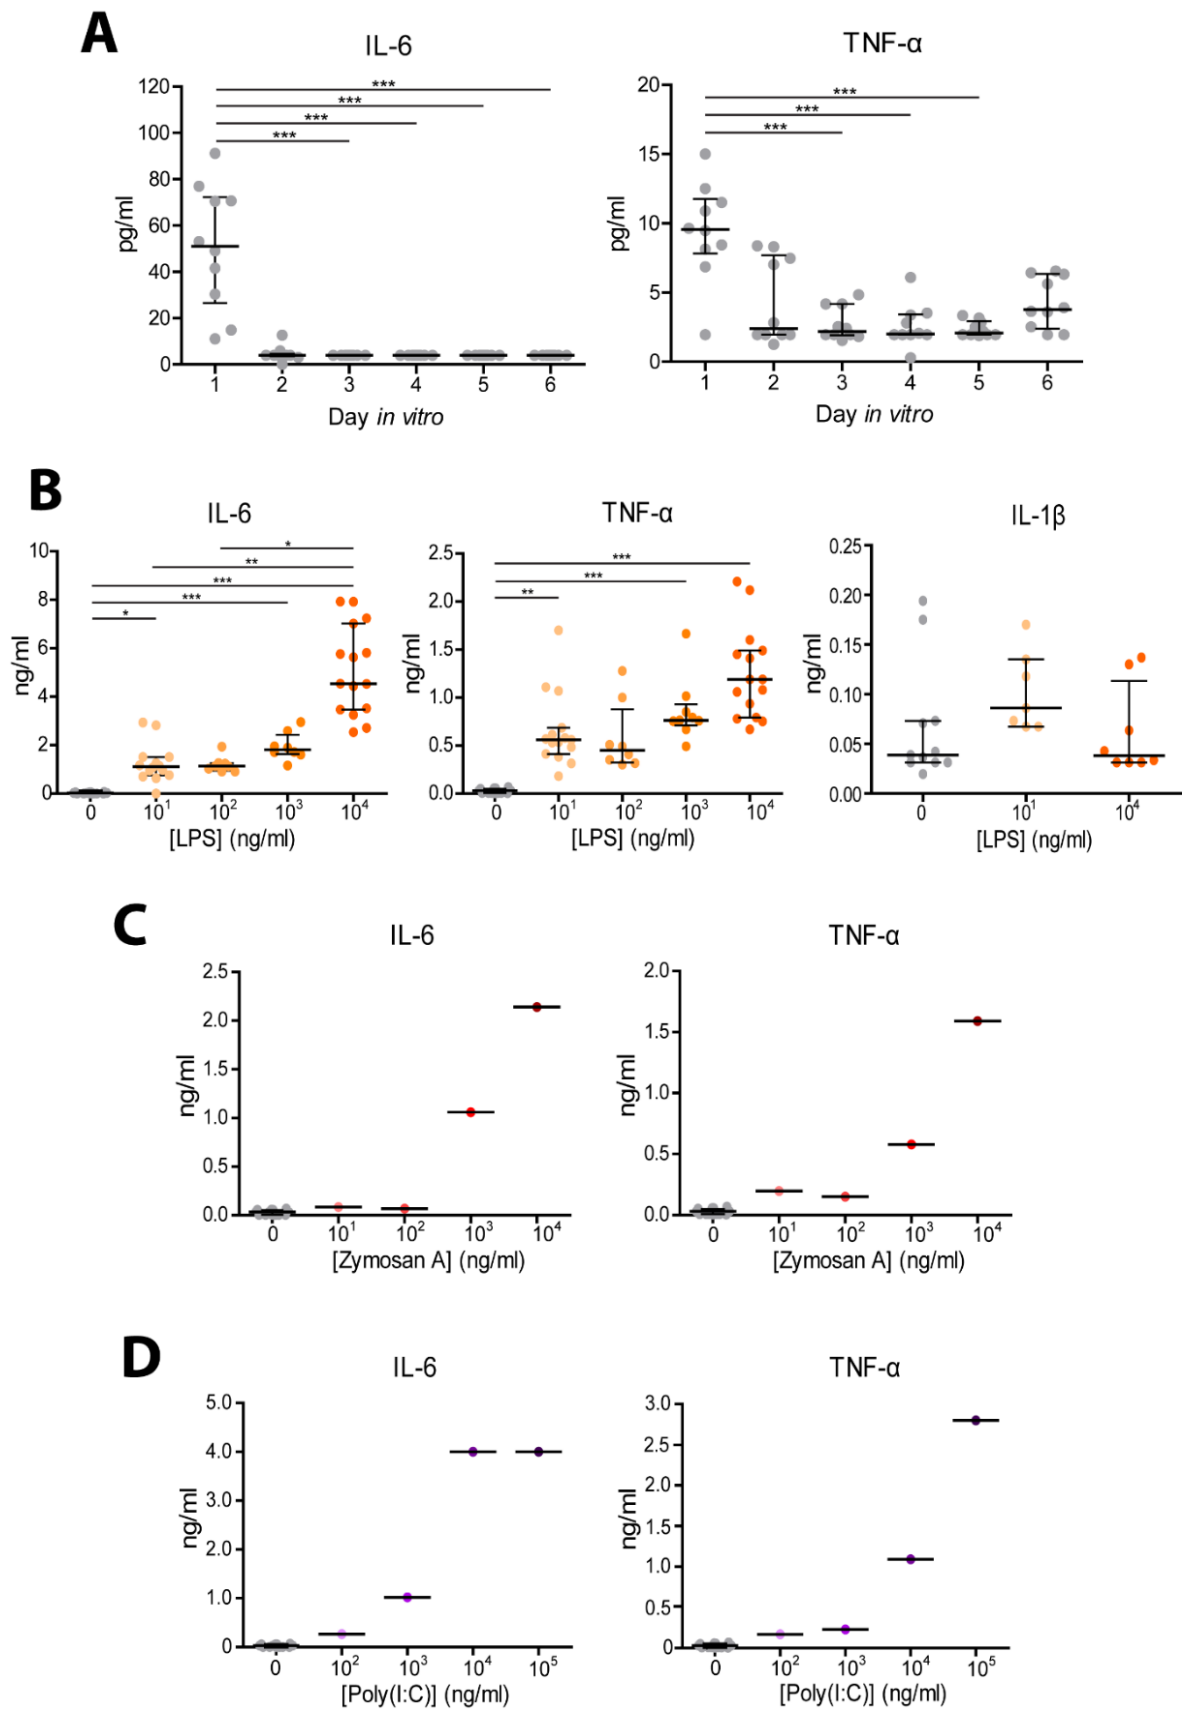 A
IL-6
TNF-α
120
100
80
60
40
20
0
pg/ml
***
***
***
***
1 2 3 4 5 6
Day in vitro
20
15
10
5
0
pg/ml
***
***
***
1 2 3 4 5 6
Day in vitro
B
IL-6
TNF-α
IL-1β
10
8
6
4
2
0
ng/ml
*
**
***
***
*
0 10¹ 10² 10³ 10⁴
[LPS] (ng/ml)
2.5
2.0
1.5
1.0
0.5
0.0
ng/ml
***
***
**
0 10¹ 10² 10³ 10⁴
[LPS] (ng/ml)
0.25
0.20
0.15
0.10
0.05
0.00
ng/ml
0 10¹ 10⁴
[LPS] (ng/ml)
C
IL-6
TNF-α
2.5
2.0
1.5
1.0
0.5
0.0
ng/ml
0 10¹ 10² 10³ 10⁴
[Zymosan A] (ng/ml)
2.0
1.5
1.0
0.5
0.0
ng/ml
0 10¹ 10² 10³ 10⁴
[Zymosan A] (ng/ml)
D
IL-6
TNF-α
5.0
4.0
3.0
2.0
1.0
0
ng/ml
0 10² 10³ 10⁴ 10⁵
[Poly(I:C)] (ng/ml)
3.0
2.5
2.0
1.5
1.0
0.5
0
ng/ml
0 10² 10³ 10⁴ 10⁵
[Poly(I:C)] (ng/ml)